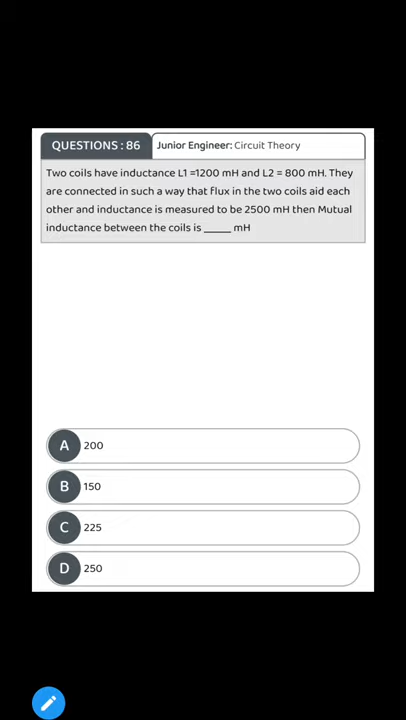 QUESTIONS : 86 Junior Engineer: Circuit Theory
Two coils have inductance L1 =1200 mH and L2 = 800 mH. They
are connected in such a way that flux in the two coils aid each
other and inductance is measured to be 2500 mH then Mutual
inductance between the coils is _____ mH
A 200
B 150
C 225
D 250